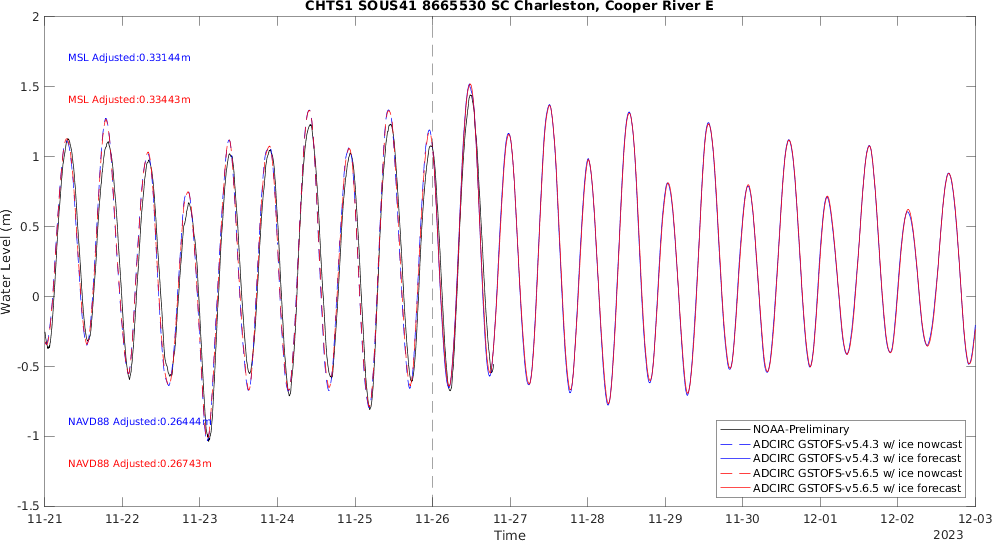 CHTS1 SOUS41 8665530 SC Charleston, Cooper River E
2
1.5
1
0.5
0
-0.5
-1
-1.5
Water Level (m)
MSL Adjusted:0.33144m
MSL Adjusted:0.33443m
NAVD88 Adjusted:0.26444m
NAVD88 Adjusted:0.26743m
NOAA-Preliminary
ADCIRC GSTOFS-v5.4.3 w/ ice nowcast
ADCIRC GSTOFS-v5.4.3 w/ ice forecast
ADCIRC GSTOFS-v5.6.5 w/ ice nowcast
ADCIRC GSTOFS-v5.6.5 w/ ice forecast
11-21 11-22 11-23 11-24 11-25 11-26 11-27 11-28 11-29 11-30 12-01 12-02 12-03
Time
2023